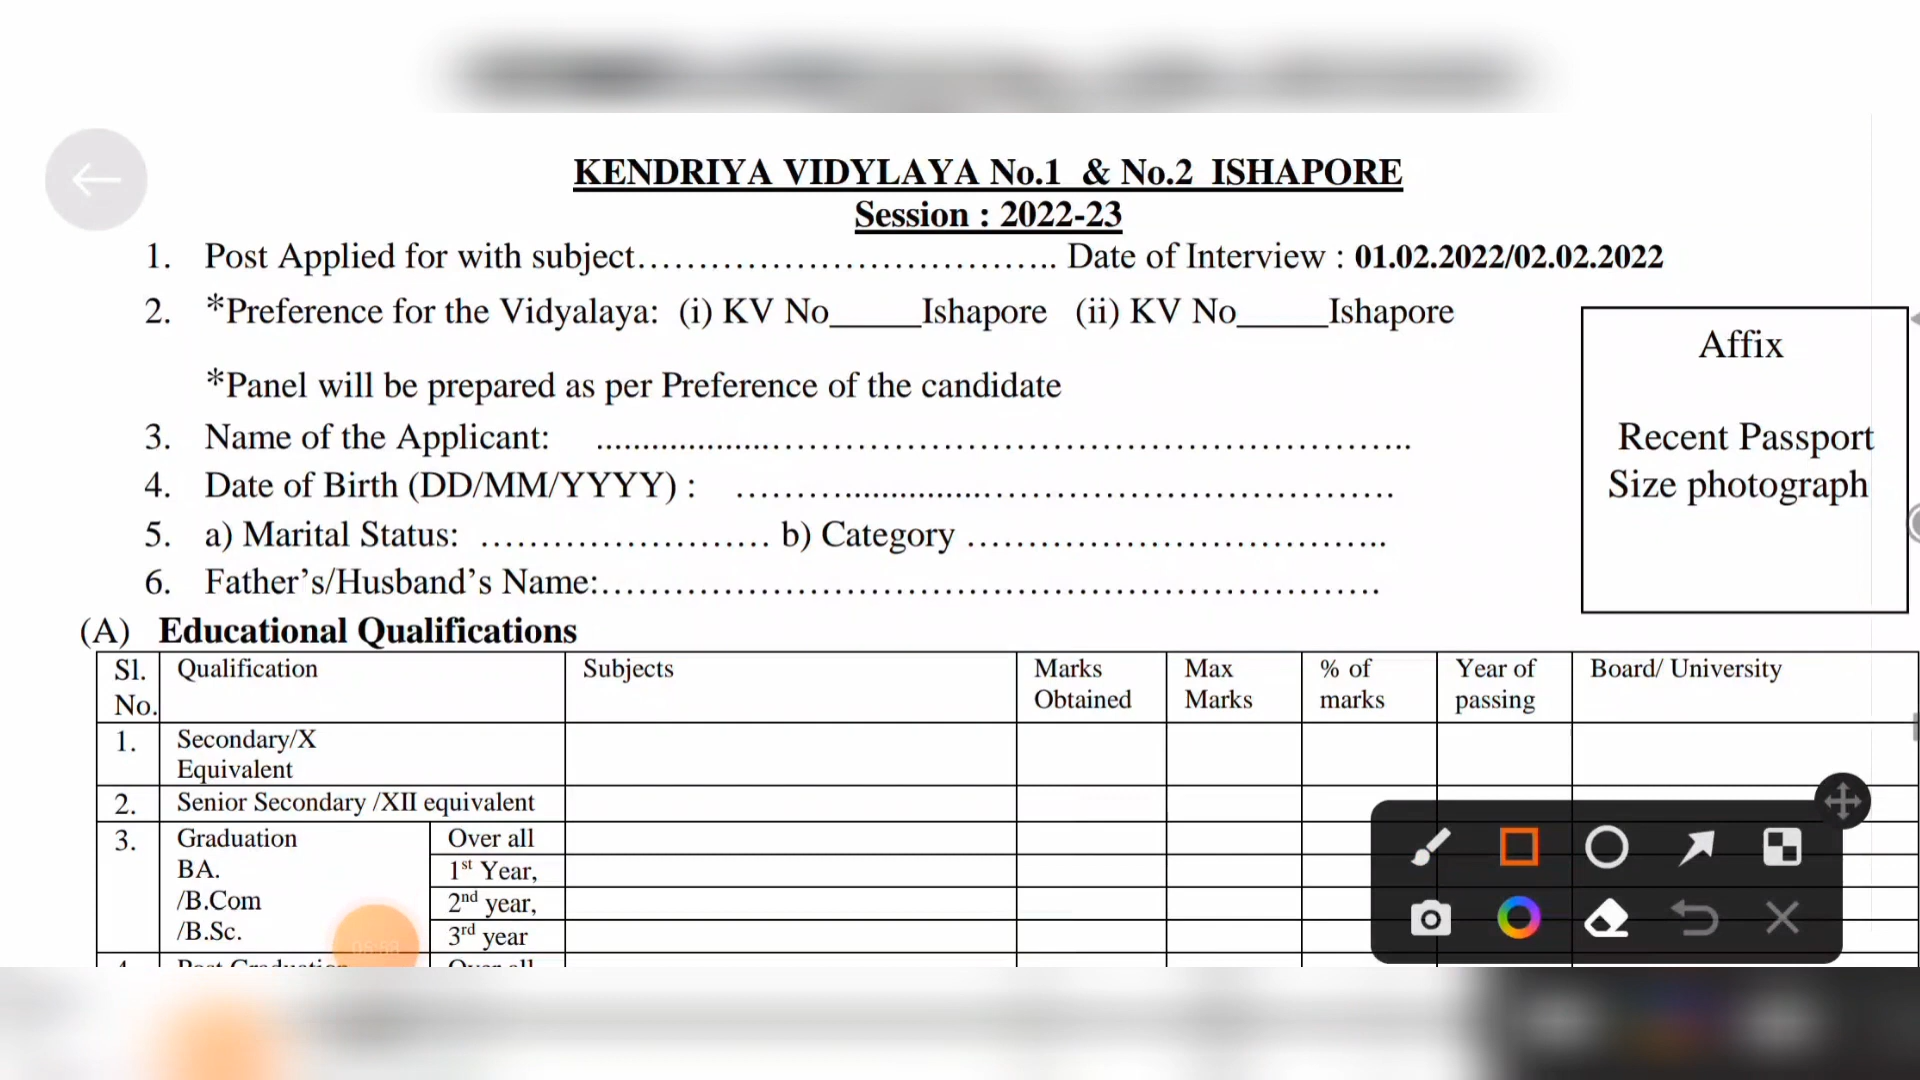 KENDRIYA VIDYLAYA No.1 & No.2 ISHAPORE
Session : 2022-23
1. Post Applied for with subject………………………………….. Date of Interview : 01.02.2022/02.02.2022
2. *Preference for the Vidyalaya: (i) KV No_____Ishapore (ii) KV No_____Ishapore
*Panel will be prepared as per Preference of the candidate
3. Name of the Applicant: ...................…………………………………………………..
4. Date of Birth (DD/MM/YYYY) : ………...............………………………………….
5. a) Marital Status: ……………………. b) Category ……………………………..
6. Father’s/Husband’s Name:……………………………………………………….
Affix
Recent Passport
Size photograph
(A) Educational Qualifications
Sl. No. Qualification Subjects Marks Obtained Max Marks % of marks Year of passing Board/ University
1. Secondary/X
Equivalent
2. Senior Secondary /XII equivalent
3. Graduation Over all
BA. 1st Year,
/B.Com 2nd year,
/B.Sc. 3rd year